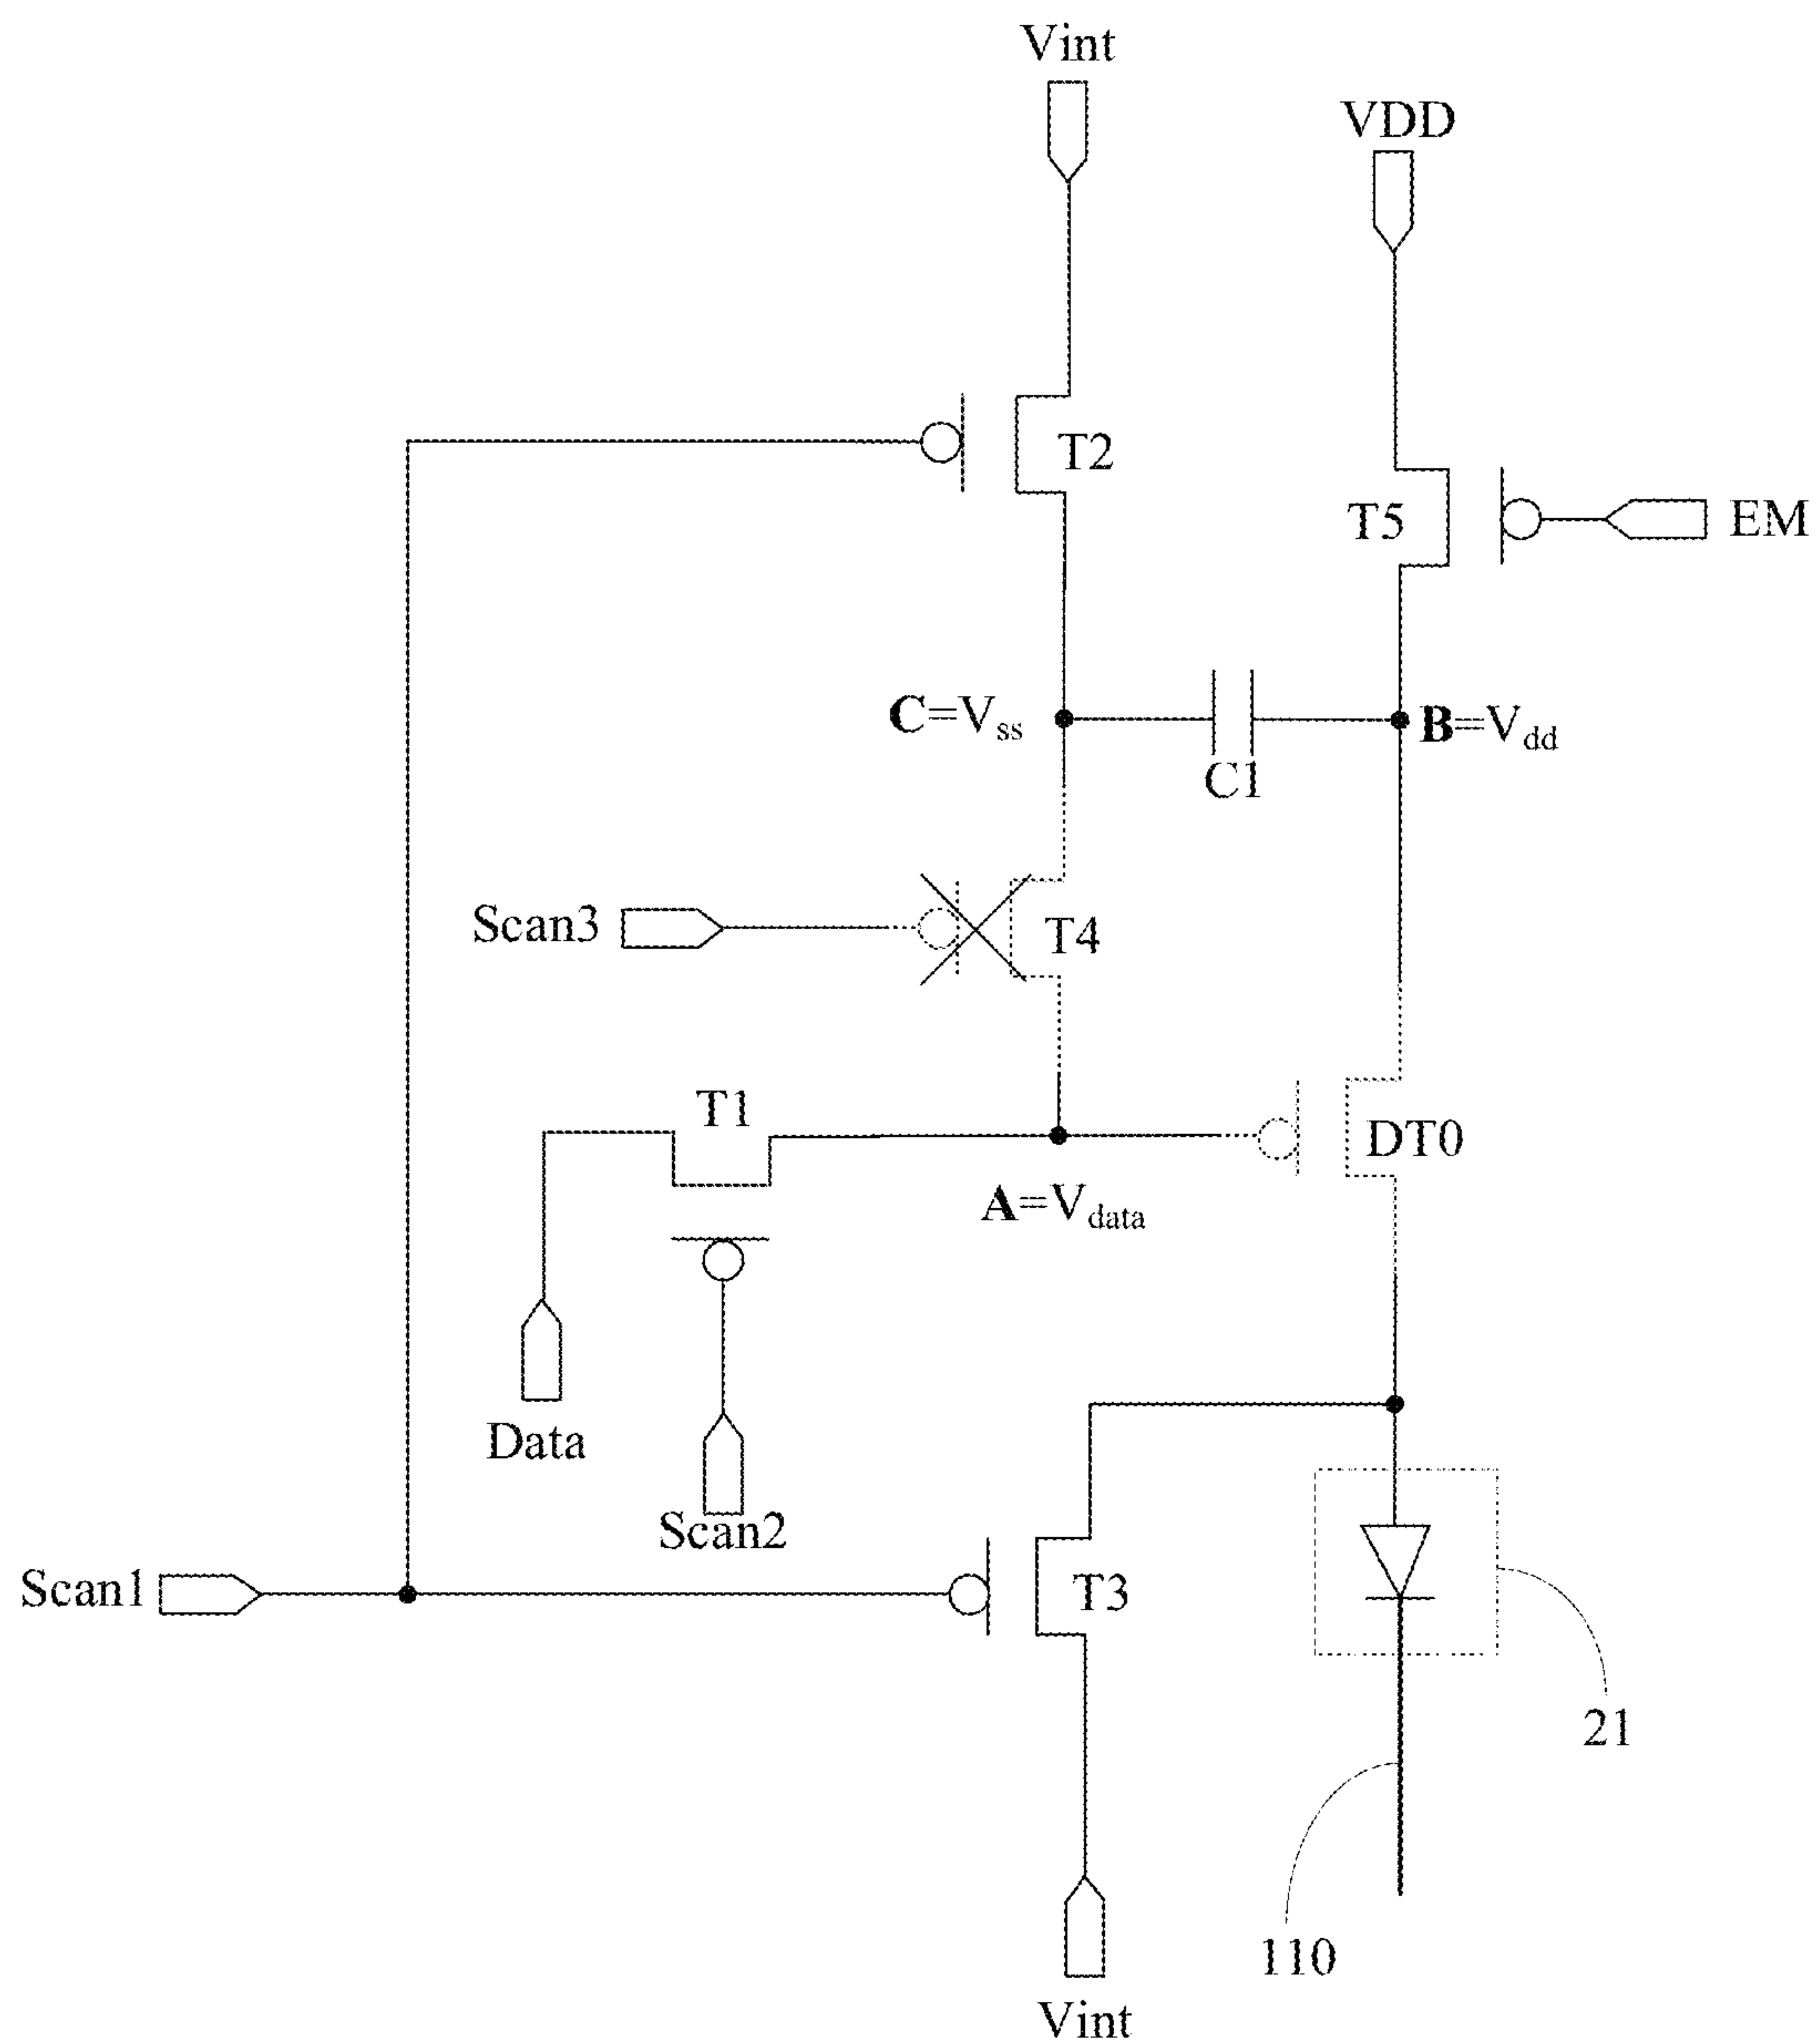 Vint
VDD
T2
T5
EM
C=Vss
B=Vdd
C1
Scan3
T4
T1
DT0
A=Vdata
Data
Scan2
Scan1
T3
21
110
Vint